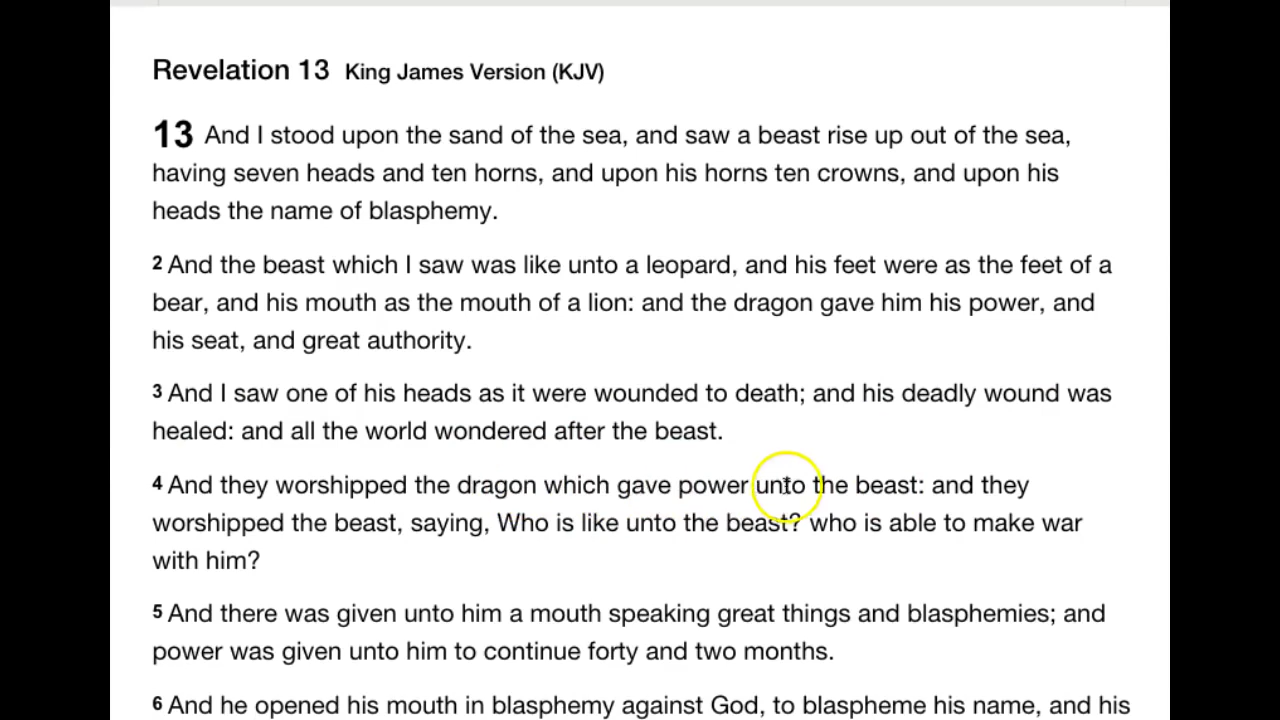 Revelation 13 King James Version (KJV)
13 And I stood upon the sand of the sea, and saw a beast rise up out of the sea,
having seven heads and ten horns, and upon his horns ten crowns, and upon his
heads the name of blasphemy.
2 And the beast which I saw was like unto a leopard, and his feet were as the feet of a
bear, and his mouth as the mouth of a lion: and the dragon gave him his power, and
his seat, and great authority.
3 And I saw one of his heads as it were wounded to death; and his deadly wound was
healed: and all the world wondered after the beast.
4 And they worshipped the dragon which gave power unto the beast: and they
worshipped the beast, saying, Who is like unto the beast? who is able to make war
with him?
5 And there was given unto him a mouth speaking great things and blasphemies; and
power was given unto him to continue forty and two months.
6 And he opened his mouth in blasphemy against God, to blaspheme his name, and his